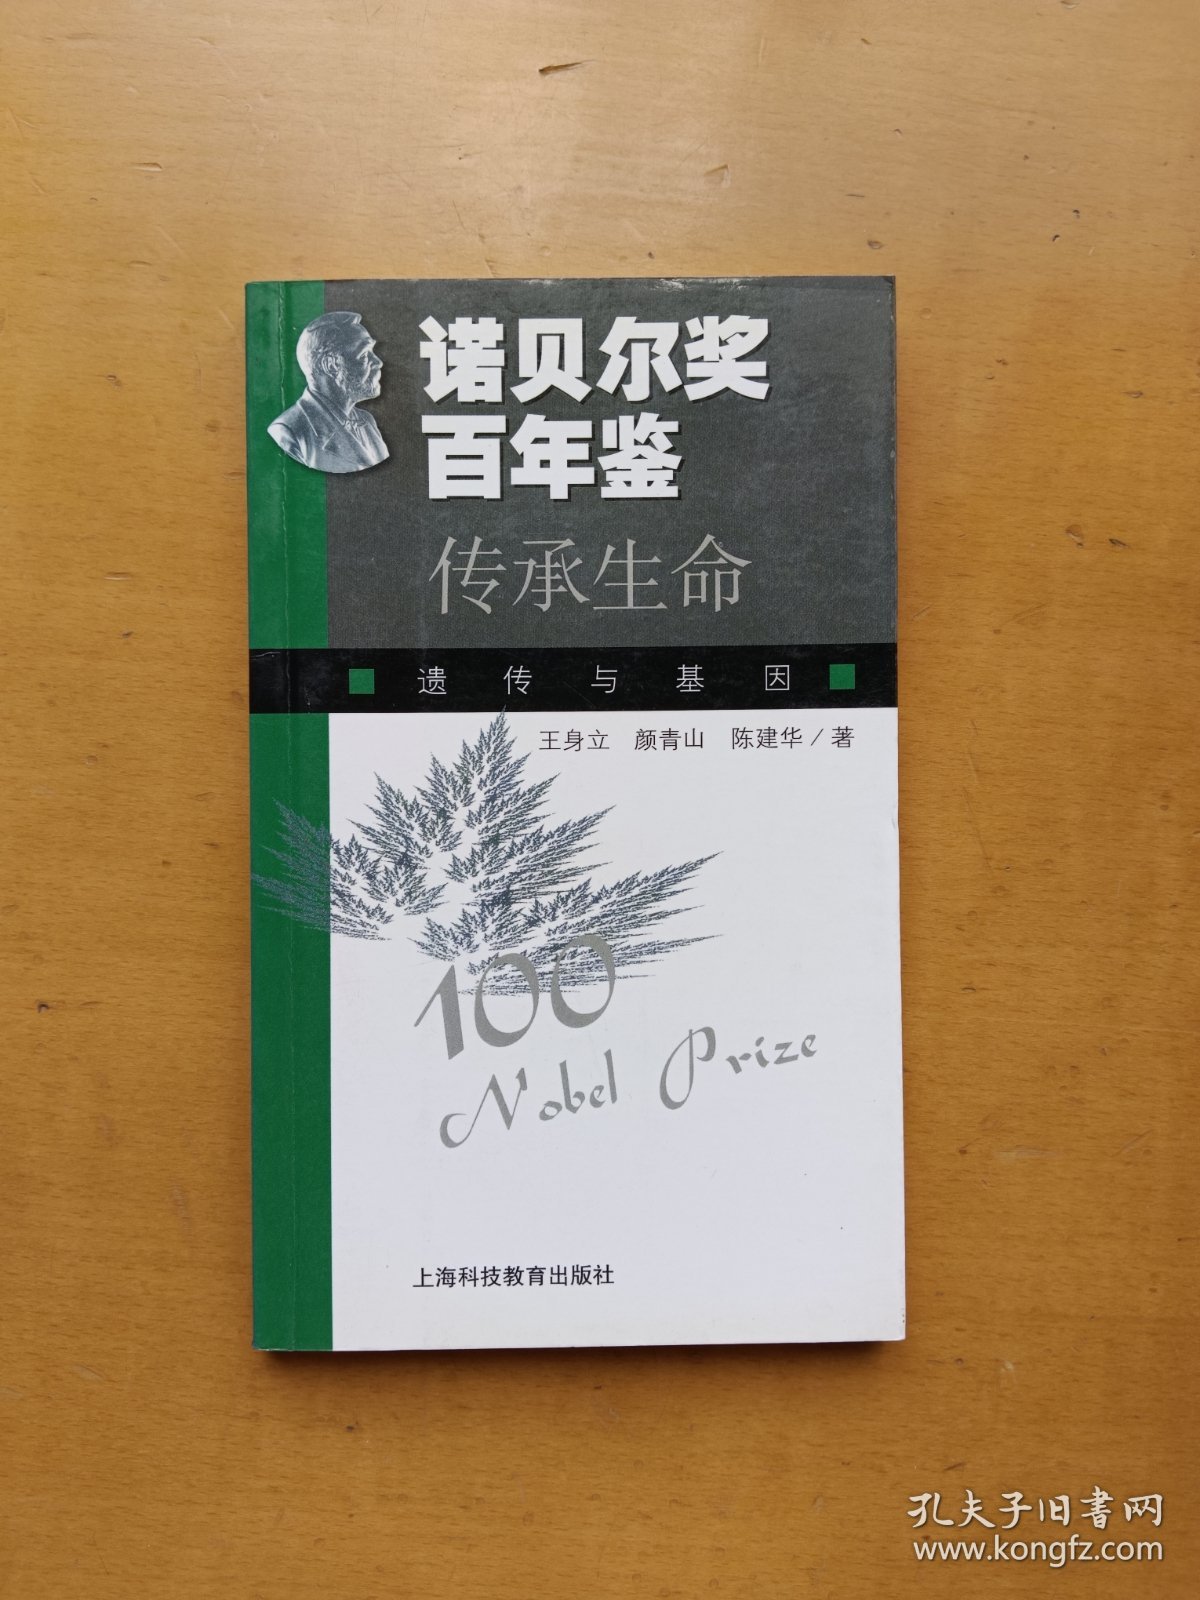 诺贝尔奖
百年鉴
传承生命
遗传与基因
王身立 颜青山 陈建华/著
100
Nobel Prize
上海科技教育出版社
孔夫子旧书网
www.kongfz.com